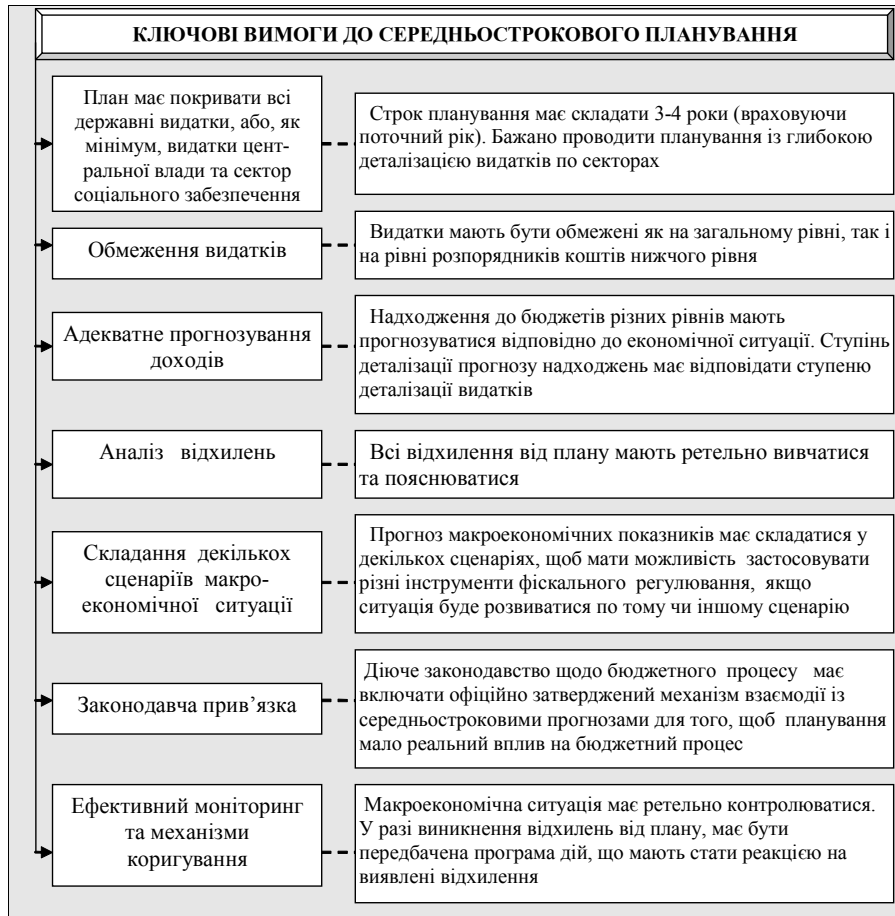 КЛЮЧОВІ ВИМОГИ ДО СЕРЕДНЬОСТРОКОВОГО ПЛАНУВАННЯ
План має покривати всі
державні видатки, або, як
мінімум, видатки цент-
ральної влади та сектор
соціального забезпечення
Строк планування має складати 3-4 роки (враховуючи
поточний рік). Бажано проводити планування із глибокою
деталізацією видатків по секторах
Обмеження видатків
Видатки мають бути обмежені як на загальному рівні, так і
на рівні розпорядників коштів нижчого рівня
Адекватне прогнозування
доходів
Надходження до бюджетів різних рівнів мають
прогнозуватися відповідно до економічної ситуації. Ступінь
деталізації прогнозу надходжень має відповідати ступеню
деталізації видатків
Аналіз відхилень
Всі відхилення від плану мають ретельно вивчатися
та пояснюватися
Складання декількох
сценаріїв макро-
економічної ситуації
Прогноз макроекономічних показників має складатися у
декількох сценаріях, щоб мати можливість застосовувати
різні інструменти фіскального регулювання, якщо
ситуація буде розвиватися по тому чи іншому сценарію
Законодавча прив’язка
Діюче законодавство щодо бюджетного процесу має
включати офіційно затверджений механізм взаємодії із
середньостроковими прогнозами для того, щоб планування
мало реальний вплив на бюджетний процес
Ефективний моніторинг
та механізми
коригування
Макроекономічна ситуація має ретельно контролюватися.
У разі виникнення відхилень від плану, має бути
передбачена програма дій, що мають стати реакцією на
виявлені відхилення